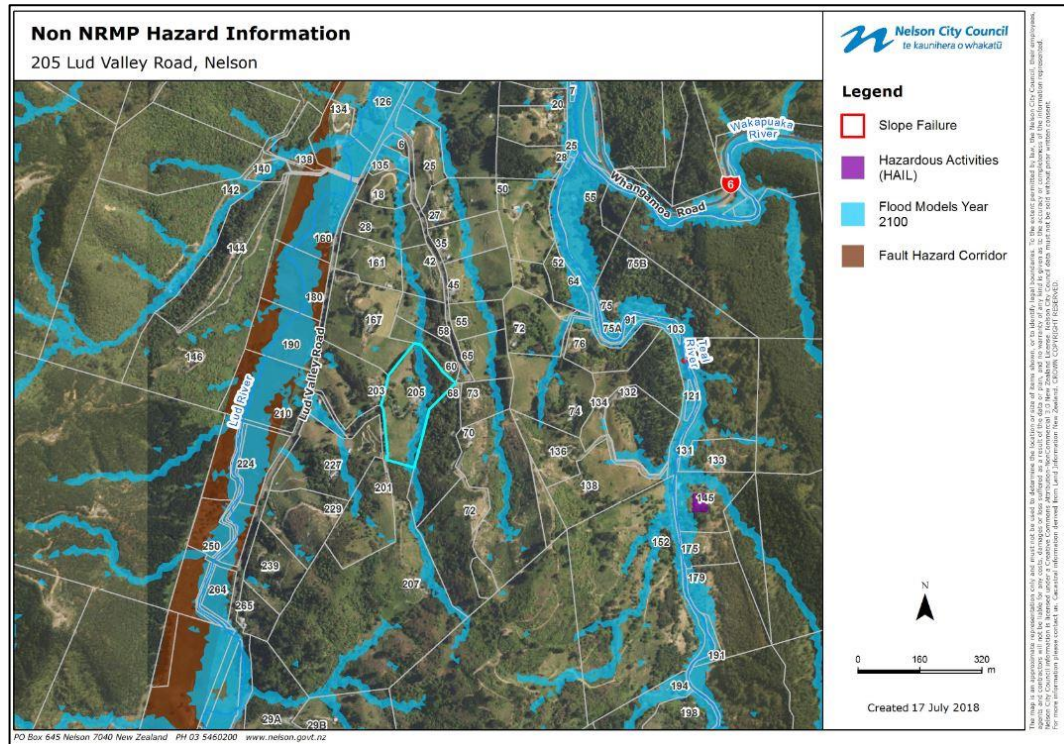 Non NRMP Hazard Information
205 Lud Valley Road, Nelson
Nelson City Council
te kaunihera o whakatū
Legend
Slope Failure
Hazardous Activities
(HAIL)
Flood Models Year
2100
Fault Hazard Corridor
N
0 160 320
m
Created 17 July 2018
134
126
7
20
138
6
140
135
26
25
28
Wakapuaka
River
6
Whangamoa Road
142
18
50
55
27
28
144
160
35
161
42
52
75B
45
64
180
75
167
55
91
58
72
75A
103
190
76
146
65
60
Teal
River
203
205
68
73
132
121
Lud River
Lud Valley Road
210
74
134
70
131
136
224
227
133
201
138
145
229
72
250
152
175
239
179
207
264
265
191
194
29A
29B
198
PO Box 645 Nelson 7040 New Zealand PH 03 5460200 www.nelson.govt.nz